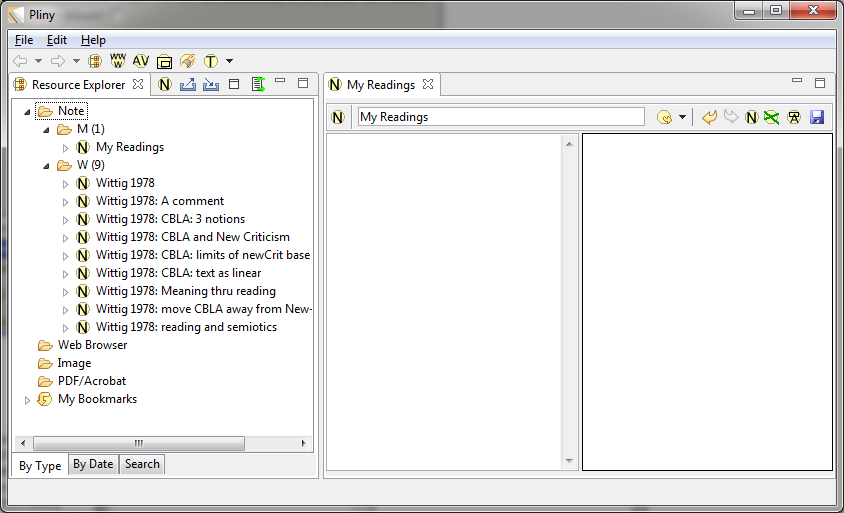 Pliny
File Edit Help
WWW AV T
Resource Explorer
My Readings
Note
M (1)
My Readings
W (9)
Wittig 1978
Wittig 1978: A comment
Wittig 1978: CBLA: 3 notions
Wittig 1978: CBLA and New Criticism
Wittig 1978: CBLA: limits of newCrit base
Wittig 1978: CBLA: text as linear
Wittig 1978: Meaning thru reading
Wittig 1978: move CBLA away from New-
Wittig 1978: reading and semiotics
Web Browser
Image
PDF/Acrobat
My Bookmarks
By Type By Date Search
N My Readings